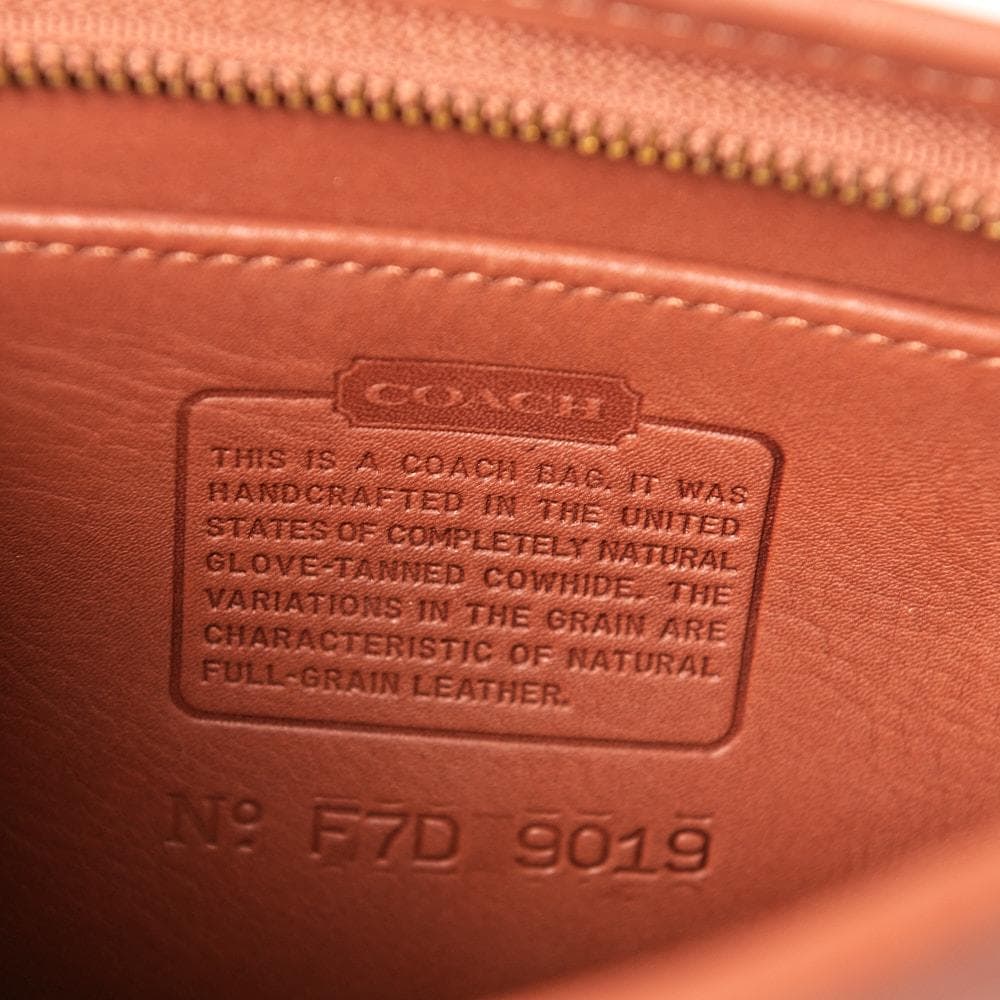 COACH
THIS IS A COACH BAG. IT WAS
HANDCRAFTED IN THE UNITED
STATES OF COMPLETELY NATURAL
GLOVE-TANNED COWHIDE. THE
VARIATIONS IN THE GRAIN ARE
CHARACTERISTIC OF NATURAL
FULL-GRAIN LEATHER.
Nº F7D 9019